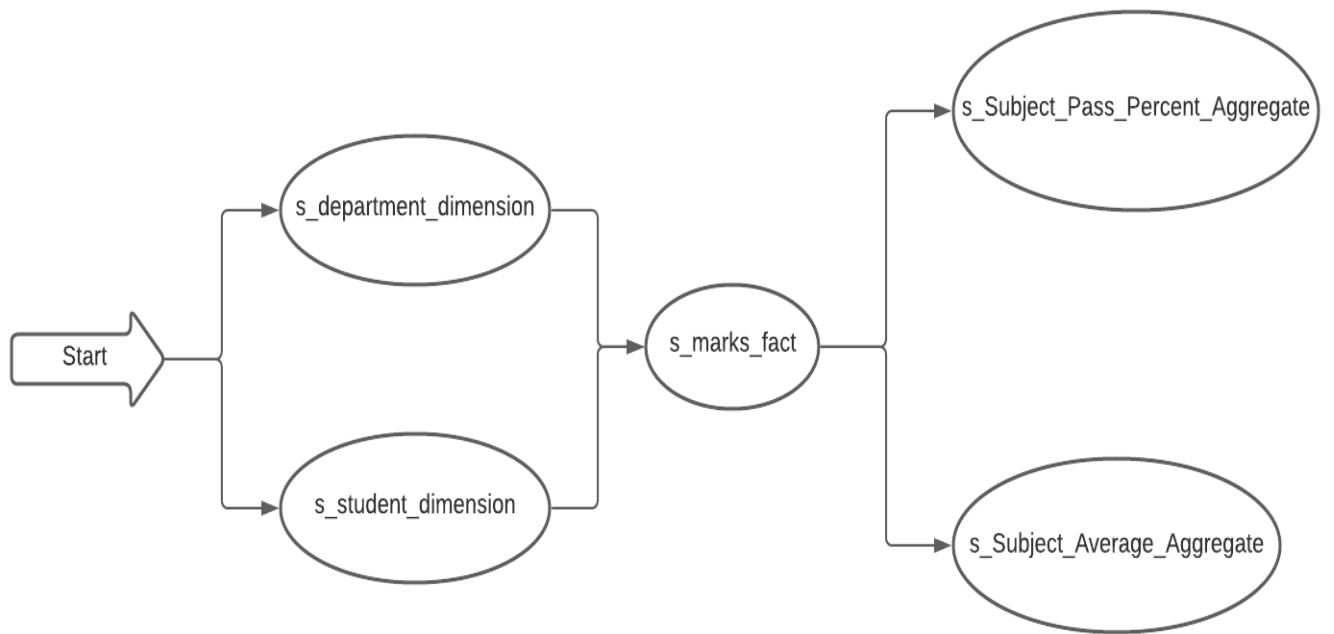 Start
s_department_dimension
s_student_dimension
s_marks_fact
s_Subject_Pass_Percent_Aggregate
s_Subject_Average_Aggregate